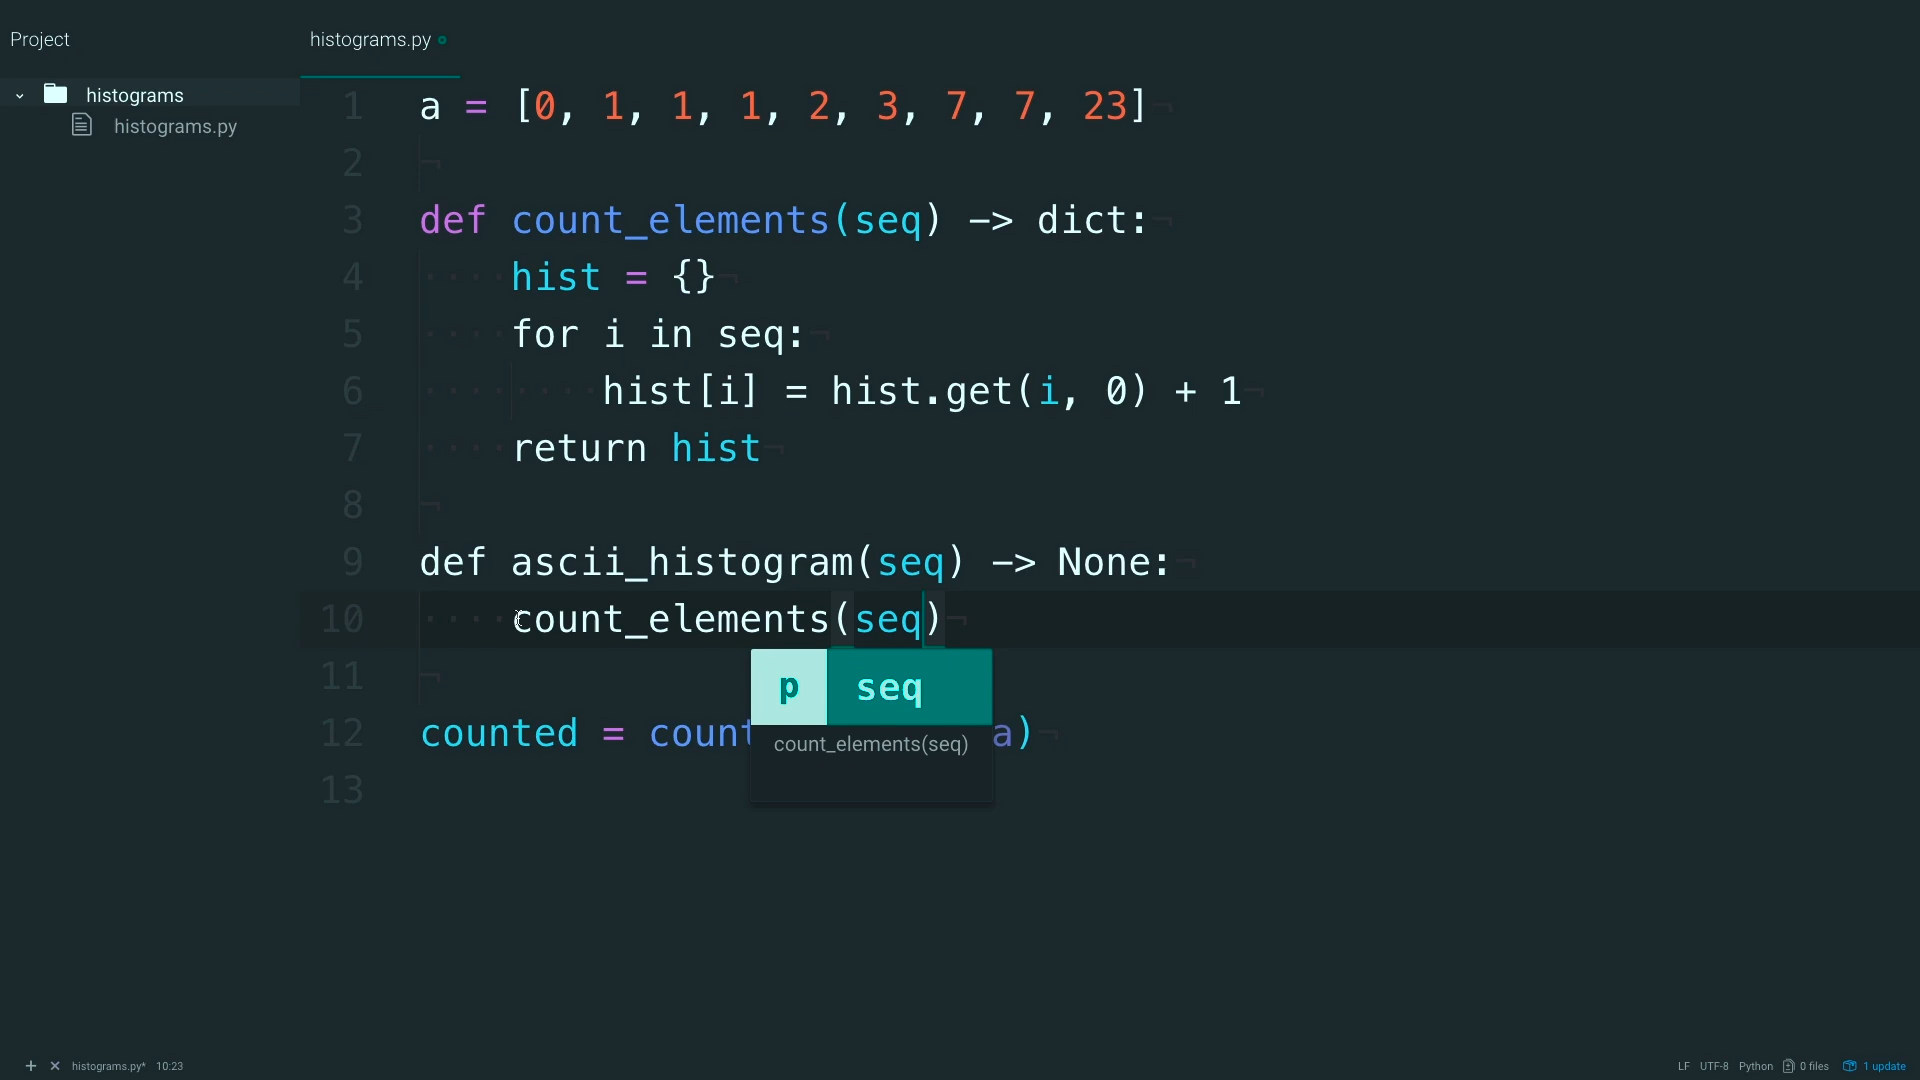 Project
histograms.py
histograms
histograms.py
1 a = [0, 1, 1, 1, 2, 3, 7, 7, 23]¬
2 ¬
3 def count_elements(seq) -> dict:¬
4 ····hist = {}¬
5 ····for i in seq:¬
6 ········hist[i] = hist.get(i, 0) + 1¬
7 ····return hist¬
8 ¬
9 def ascii_histogram(seq) -> None:¬
10 ····count_elements(seq)¬
p seq
11 ¬
12 counted = count a)¬
count_elements(seq)
13
histograms.py* 10:23
LF UTF-8 Python 0 files 1 update